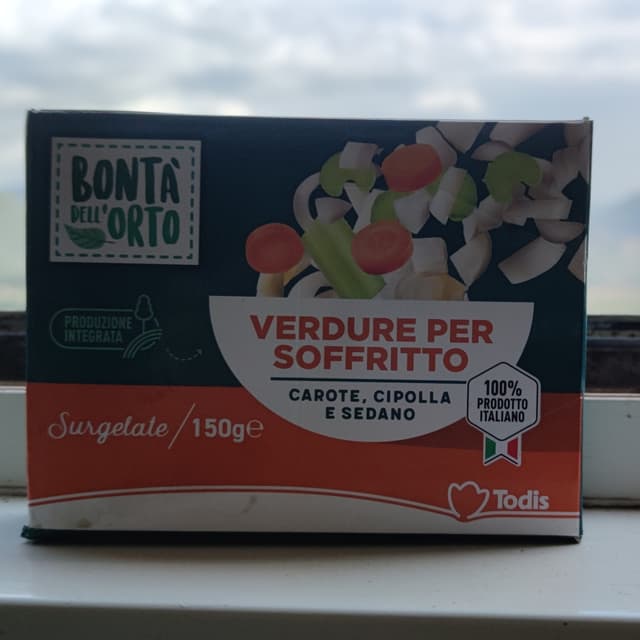 BONTÀ
DELL'ORTO
PRODUZIONE
INTEGRATA
VERDURE PER
SOFFRITTO
CAROTE, CIPOLLA
E SEDANO
100%
PRODOTTO
ITALIANO
Surgelate / 150g℮
Todis